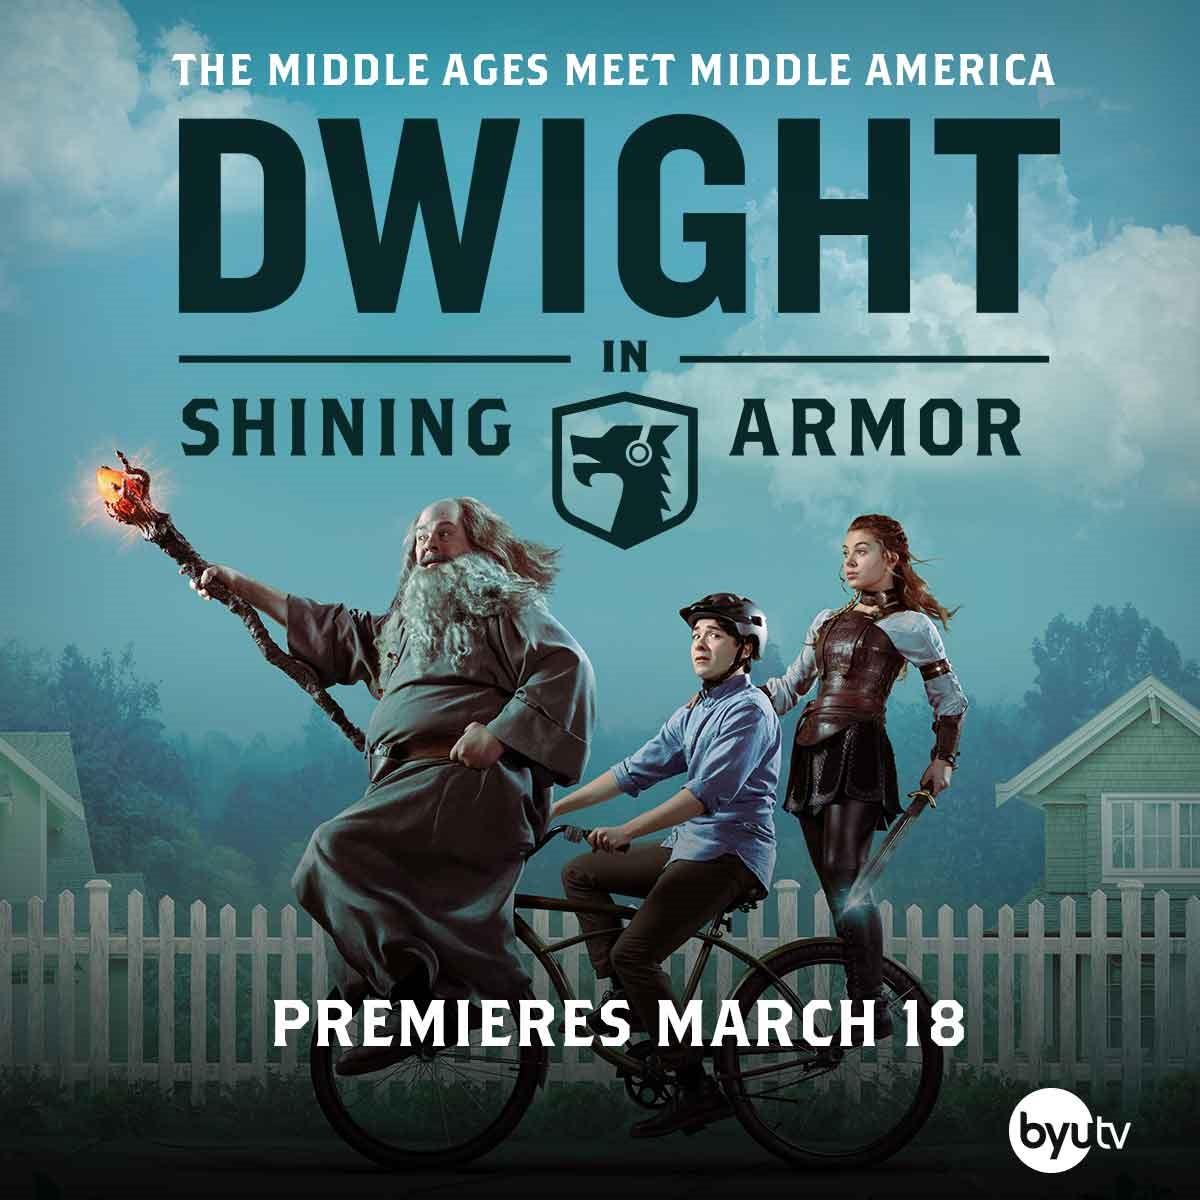 THE MIDDLE AGES MEET MIDDLE AMERICA
DWIGHT
IN
SHINING ARMOR
PREMIERES MARCH 18
byutv